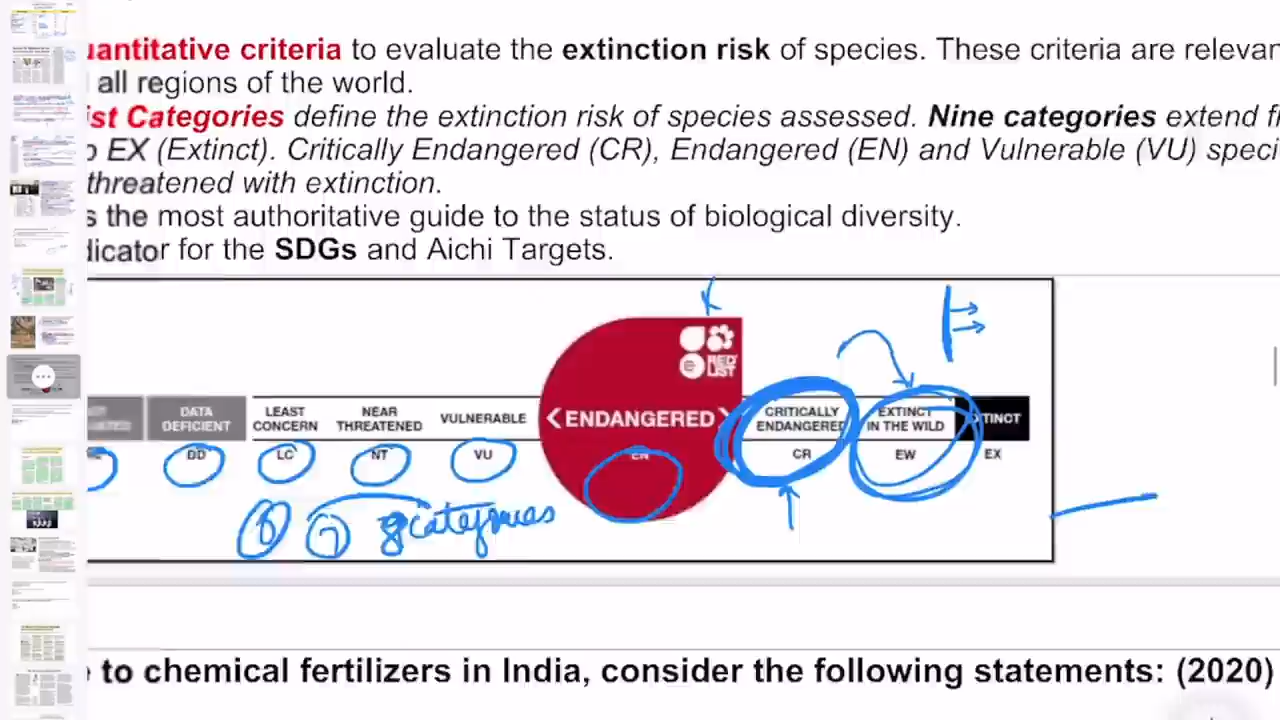 uantitative criteria to evaluate the extinction risk of species. These criteria are relevan
all regions of the world.
ist Categories define the extinction risk of species assessed. Nine categories extend f
o EX (Extinct). Critically Endangered (CR), Endangered (EN) and Vulnerable (VU) speci
threatened with extinction.
s the most authoritative guide to the status of biological diversity.
dicator for the SDGs and Aichi Targets.
RED LIST
DATA DEFICIENT LEAST CONCERN NEAR THREATENED VULNERABLE <ENDANGERED> CRITICALLY ENDANGERED EXTINCT IN THE WILD EXTINCT
DD LC NT VU EN CR EW EX
6 7 8 categories
e to chemical fertilizers in India, consider the following statements: (2020)